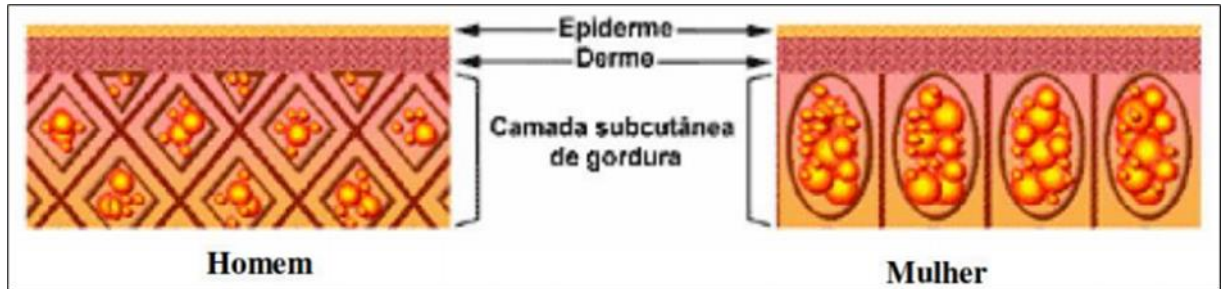 Epiderme
Derme
Camada subcutânea
de gordura
Homem
Mulher